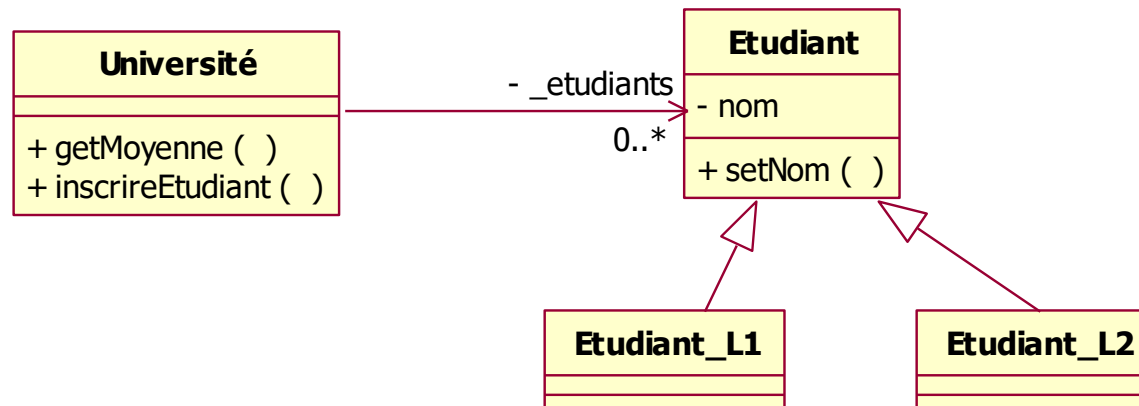 Université
+ getMoyenne ( )
+ inscrireEtudiant ( )
- _etudiants
0..*
Etudiant
- nom
+ setNom ( )
Etudiant_L1
Etudiant_L2